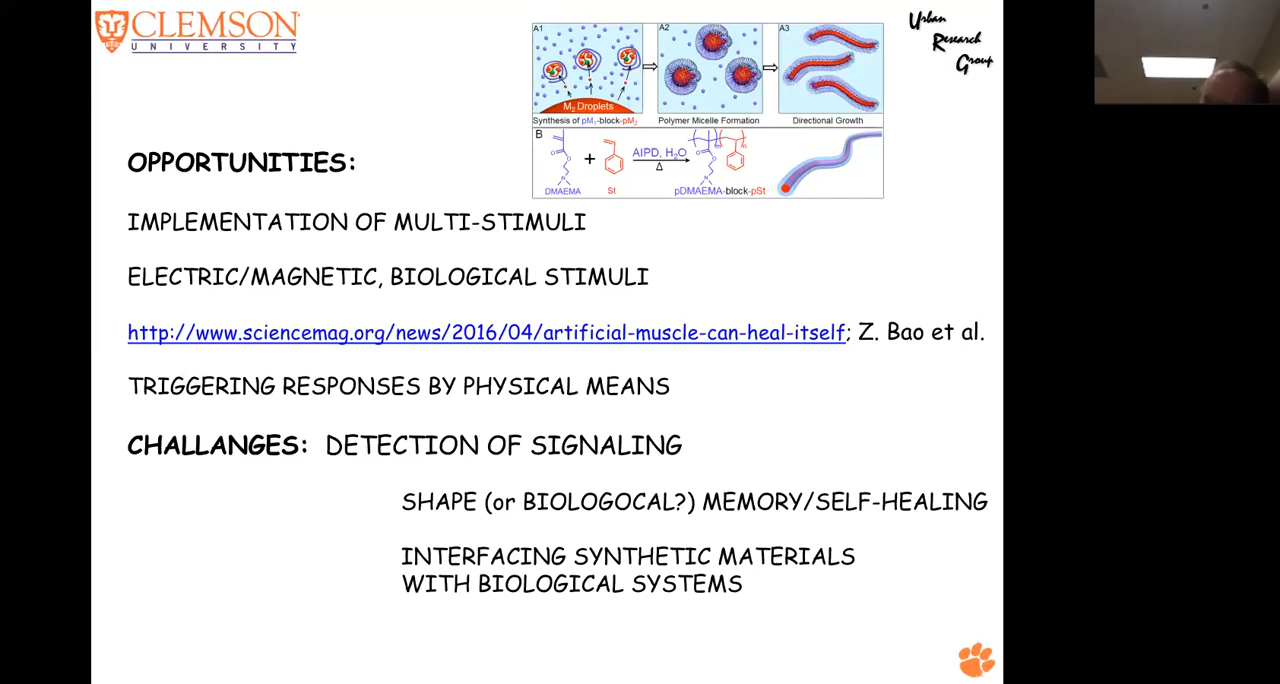 CLEMSON
UNIVERSITY
Urban
Research
Group
A1
A2
A3
M2 Droplets
Synthesis of pM1-block-pM2
Polymer Micelle Formation
Directional Growth
B
AIPD, H2O
Δ
DMAEMA
St
pDMAEMA-block-pSt
OPPORTUNITIES:
IMPLEMENTATION OF MULTI-STIMULI
ELECTRIC/MAGNETIC, BIOLOGICAL STIMULI
http://www.sciencemag.org/news/2016/04/artificial-muscle-can-heal-itself; Z. Bao et al.
TRIGGERING RESPONSES BY PHYSICAL MEANS
CHALLANGES: DETECTION OF SIGNALING
SHAPE (or BIOLOGOCAL?) MEMORY/SELF-HEALING
INTERFACING SYNTHETIC MATERIALS
WITH BIOLOGICAL SYSTEMS